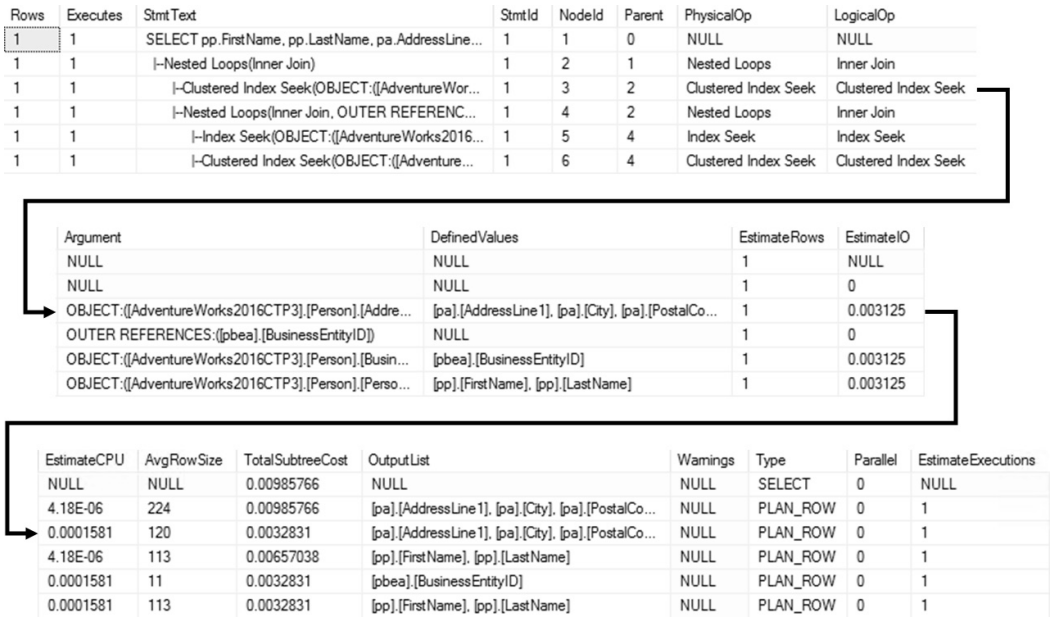 Rows Executes StmtText StmtId NodeId Parent PhysicalOp LogicalOp
1 1 SELECT pp.FirstName, pp.LastName, pa.AddressLine... 1 1 0 NULL NULL
1 1 |--Nested Loops(Inner Join) 1 2 1 Nested Loops Inner Join
1 1 |--Clustered Index Seek(OBJECT:([AdventureWor... 1 3 2 Clustered Index Seek Clustered Index Seek
1 1 |--Nested Loops(Inner Join, OUTER REFERENC... 1 4 2 Nested Loops Inner Join
1 1 |--Index Seek(OBJECT:([AdventureWorks2016... 1 5 4 Index Seek Index Seek
1 1 |--Clustered Index Seek(OBJECT:([Adventure... 1 6 4 Clustered Index Seek Clustered Index Seek
Argument DefinedValues EstimateRows EstimateIO
NULL NULL 1 NULL
NULL NULL 1 0
OBJECT:([AdventureWorks2016CTP3].[Person].[Addre... [pa].[AddressLine1], [pa].[City], [pa].[PostalCo... 1 0.003125
OUTER REFERENCES:([pbea].[BusinessEntityID]) NULL 1 0
OBJECT:([AdventureWorks2016CTP3].[Person].[Busin... [pbea].[BusinessEntityID] 1 0.003125
OBJECT:([AdventureWorks2016CTP3].[Person].[Perso... [pp].[FirstName], [pp].[LastName] 1 0.003125
EstimateCPU AvgRowSize TotalSubtreeCost OutputList Warnings Type Parallel EstimateExecutions
NULL NULL 0.00985766 NULL NULL SELECT 0 NULL
4.18E-06 224 0.00985766 [pa].[AddressLine1], [pa].[City], [pa].[PostalCo... NULL PLAN_ROW 0 1
0.0001581 120 0.0032831 [pa].[AddressLine1], [pa].[City], [pa].[PostalCo... NULL PLAN_ROW 0 1
4.18E-06 113 0.00657038 [pp].[FirstName], [pp].[LastName] NULL PLAN_ROW 0 1
0.0001581 11 0.0032831 [pbea].[BusinessEntityID] NULL PLAN_ROW 0 1
0.0001581 113 0.0032831 [pp].[FirstName], [pp].[LastName] NULL PLAN_ROW 0 1